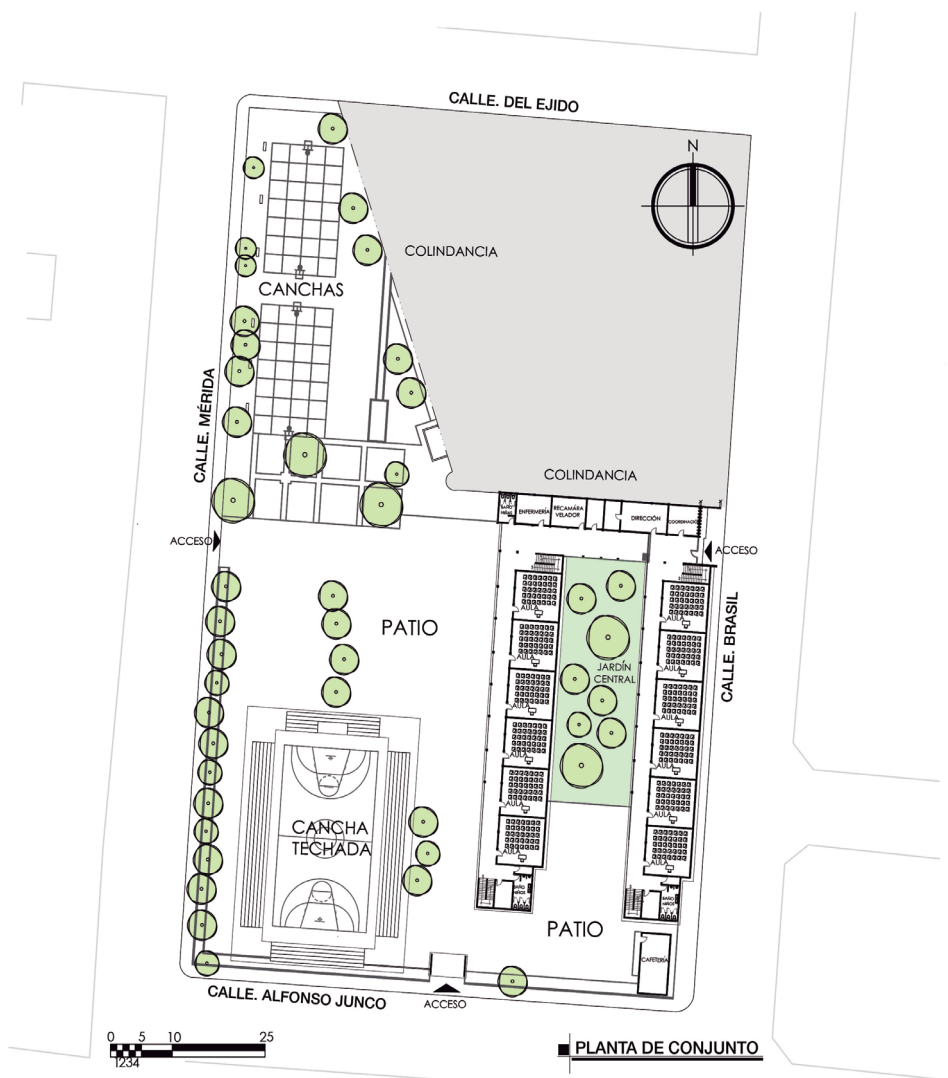 CALLE. DEL EJIDO
N
COLINDANCIA
CANCHAS
CALLE. MÉRIDA
COLINDANCIA
BAÑO
NIÑAS
ENFERMERÍA
RECAMÁRA
VELADOR
DIRECCIÓN
COORDINACIÓN
ACCESO
ACCESO
AULA
AULA
PATIO
AULA
AULA
JARDÍN
CENTRAL
CALLE. BRASIL
AULA
AULA
AULA
AULA
AULA
AULA
CANCHA
TECHADA
AULA
AULA
BAÑO
NIÑOS
BAÑO
NIÑOS
PATIO
CAFETERÍA
CALLE. ALFONSO JUNCO
ACCESO
0 5 10 25
1234
PLANTA DE CONJUNTO